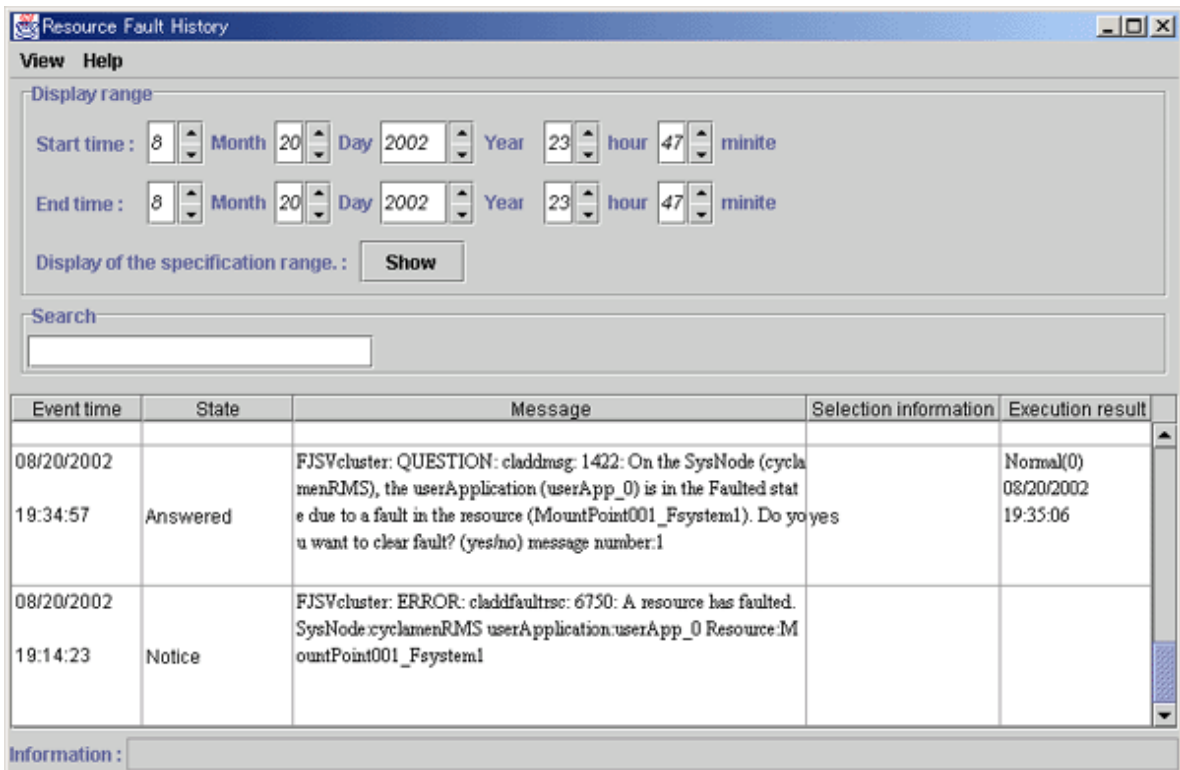 Resource Fault History
View Help
Display range
Start time : 8 Month 20 Day 2002 Year 23 hour 47 minite
End time : 8 Month 20 Day 2002 Year 23 hour 47 minite
Display of the specification range. : Show
Search
Event time State Message Selection information Execution result
08/20/2002 FJSVcluster: QUESTION: claddmsg: 1422: On the SysNode (cycla Normal(0)
menRMS), the userApplication (userApp_0) is in the Faulted stat 08/20/2002
19:34:57 Answered e due to a fault in the resource (MountPoint001_Fsystem1). Do yo yes 19:35:06
u want to clear fault? (yes/no) message number:1
08/20/2002 FJSVcluster: ERROR: claddfaultrsc: 6750: A resource has faulted.
SysNode:cyclamenRMS userApplication:userApp_0 Resource:M
19:14:23 Notice ountPoint001_Fsystem1
Information :